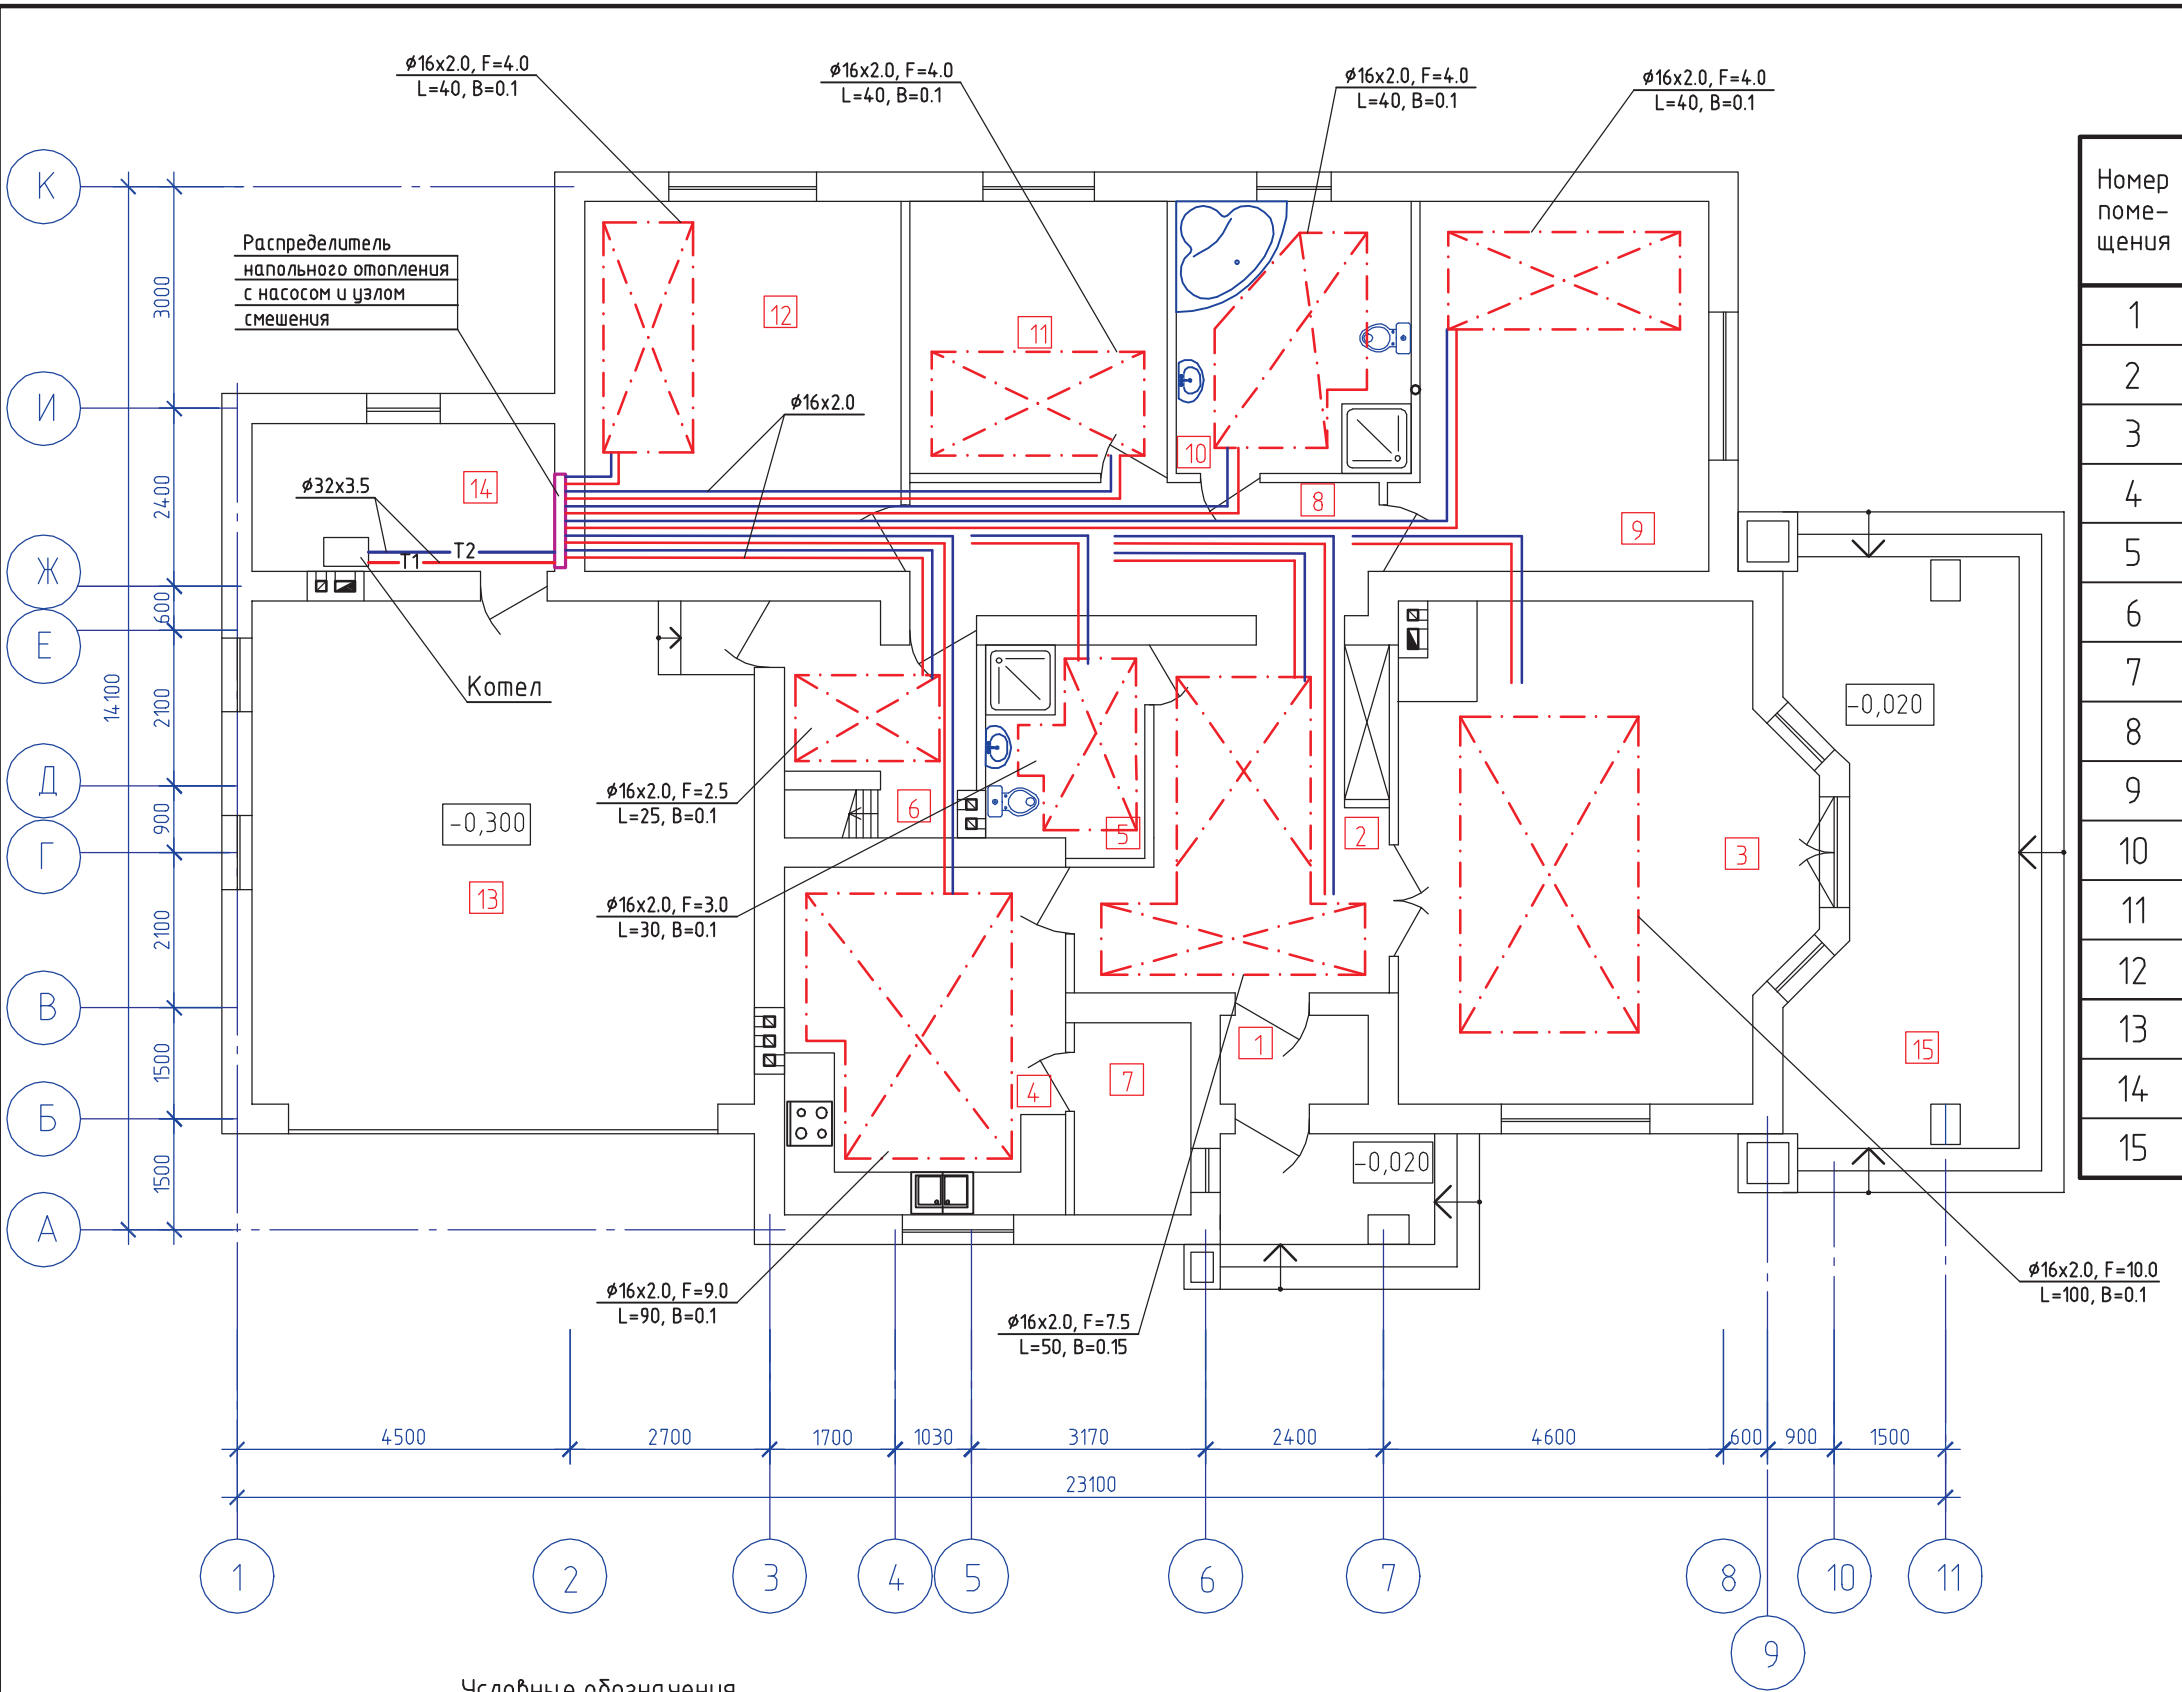 ø16x2.0, F=4.0
L=40, B=0.1
ø16x2.0, F=4.0
L=40, B=0.1
ø16x2.0, F=4.0
L=40, B=0.1
ø16x2.0, F=4.0
L=40, B=0.1
Номер
поме-
щения
1
2
3
4
5
6
7
8
9
10
11
12
13
14
15
К
И
Ж
Е
Д
Г
В
Б
А
3000
2400
600
2100
900
2100
1500
1500
14100
Распределитель
напольного отопления
с насосом и узлом
смешения
12
11
10
9
8
14
ø16x2.0
ø32x3.5
T2
T1
Котел
-0,020
-0,300
ø16x2.0, F=2.5
L=25, B=0.1
6
5
2
3
13
ø16x2.0, F=3.0
L=30, B=0.1
1
15
4
7
-0,020
ø16x2.0, F=9.0
L=90, B=0.1
ø16x2.0, F=7.5
L=50, B=0.15
ø16x2.0, F=10.0
L=100, B=0.1
4500
2700
1700
1030
3170
2400
4600
600
900
1500
23100
1
2
3
4
5
6
7
8
9
10
11
Условные обозначения